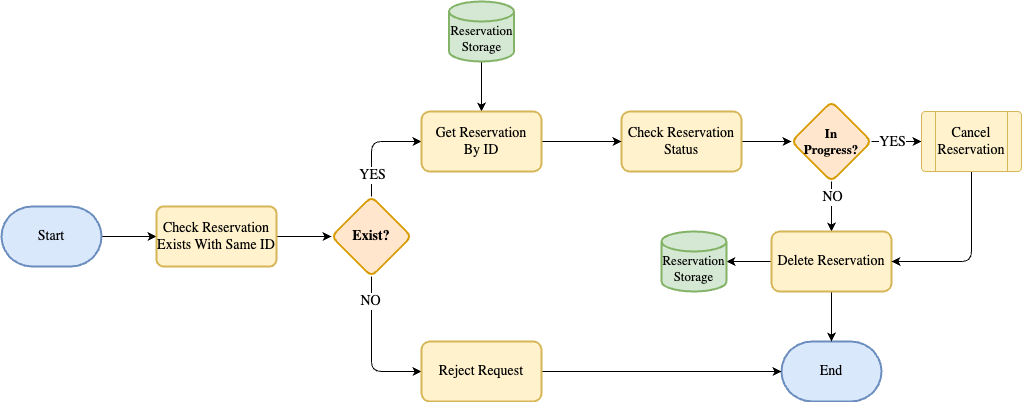 Reservation
Storage
Get Reservation
By ID
Check Reservation
Status
In
Progress?
YES
Cancel
Reservation
YES
NO
Start
Check Reservation
Exists With Same ID
Exist?
Reservation
Storage
Delete Reservation
NO
Reject Request
End